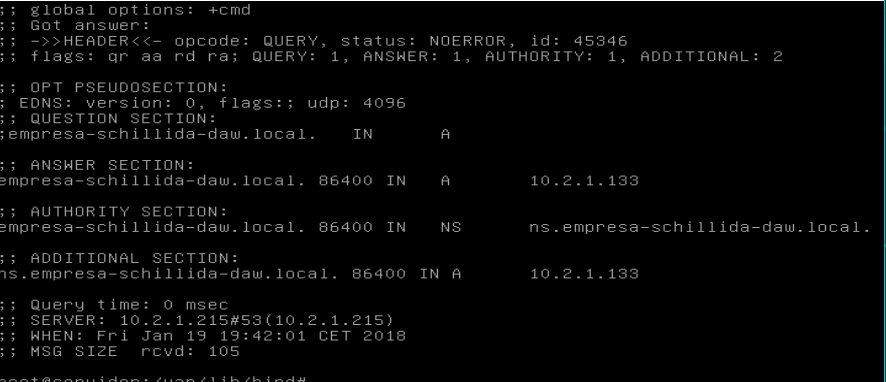 ;; global options: +cmd
;; Got answer:
;; ->>HEADER<<- opcode: QUERY, status: NOERROR, id: 45346
;; flags: qr aa rd ra; QUERY: 1, ANSWER: 1, AUTHORITY: 1, ADDITIONAL: 2
;; OPT PSEUDOSECTION:
; EDNS: version: 0, flags:; udp: 4096
;; QUESTION SECTION:
;empresa-schillida-daw.local. IN A
;; ANSWER SECTION:
empresa-schillida-daw.local. 86400 IN A 10.2.1.133
;; AUTHORITY SECTION:
empresa-schillida-daw.local. 86400 IN NS ns.empresa-schillida-daw.local.
;; ADDITIONAL SECTION:
ns.empresa-schillida-daw.local. 86400 IN A 10.2.1.133
;; Query time: 0 msec
;; SERVER: 10.2.1.215#53(10.2.1.215)
;; WHEN: Fri Jan 19 19:42:01 CET 2018
;; MSG SIZE rcvd: 105
root@servidor:/var/lib/bind#